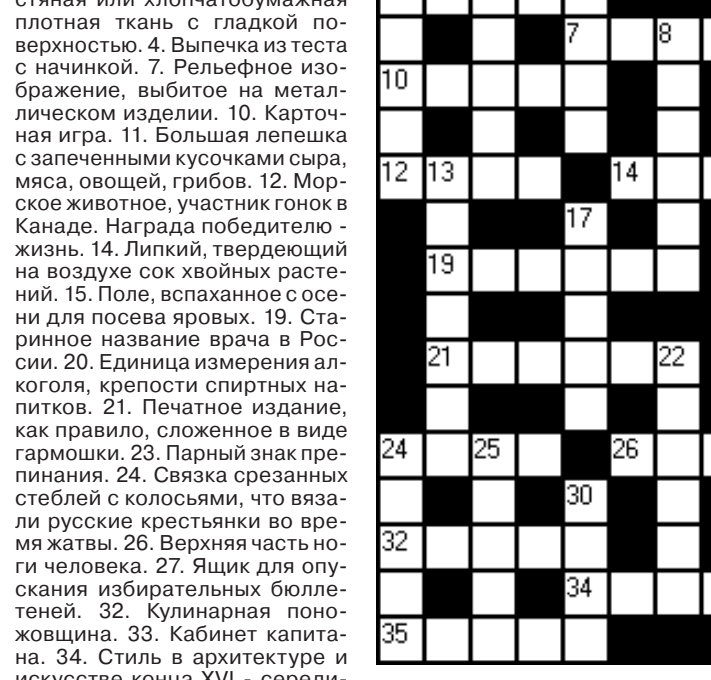 стяная или хлопчатобумажная
плотная ткань с гладкой по-
верхностью. 4. Выпечка из теста
с начинкой. 7. Рельефное изо-
бражение, выбитое на метал-
лическом изделии. 10. Карточ-
ная игра. 11. Большая лепешка
с запеченными кусочками сыра,
мяса, овощей, грибов. 12. Мор-
ское животное, участник гонок в
Канаде. Награда победителю -
жизнь. 14. Липкий, твердеющий
на воздухе сок хвойных расте-
ний. 15. Поле, вспаханное с осе-
ни для посева яровых. 19. Ста-
ринное название врача в Рос-
сии. 20. Единица измерения ал-
коголя, крепости спиртных на-
питков. 21. Печатное издание,
как правило, сложенное в виде
гармошки. 23. Парный знак пре-
пинания. 24. Связка срезанных
стеблей с колосьями, что вяза-
ли русские крестьянки во вре-
мя жатвы. 26. Верхняя часть но-
ги человека. 27. Ящик для опу-
скания избирательных бюлле-
теней. 32. Кулинарная поно-
жовщина. 33. Кабинет капита-
на. 34. Стиль в архитектуре и
искусстве конца XVI - середи-
7 8
10
12 13 14
17
19
21 22
24 25 26
30
32
34
35